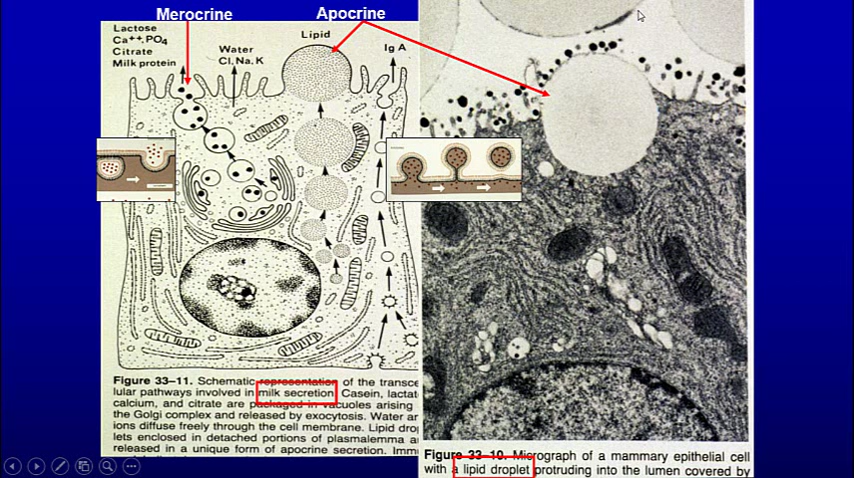 Merocrine
Apocrine
Lactose
Ca++, PO4
Citrate
Milk protein
Water
Cl, Na, K
Lipid
Ig A
Figure 33–11. Schematic representation of the transce
lular pathways involved in milk secretion. Casein, lactat
calcium, and citrate are packaged in vacuoles arising
the Golgi complex and released by exocytosis. Water an
ions diffuse freely through the cell membrane. Lipid drop
lets enclosed in detached portions of plasmalemma a
released in a unique form of apocrine secretion. Imm
Figure 33–10. Micrograph of a mammary epithelial cell
with a lipid droplet protruding into the lumen covered by